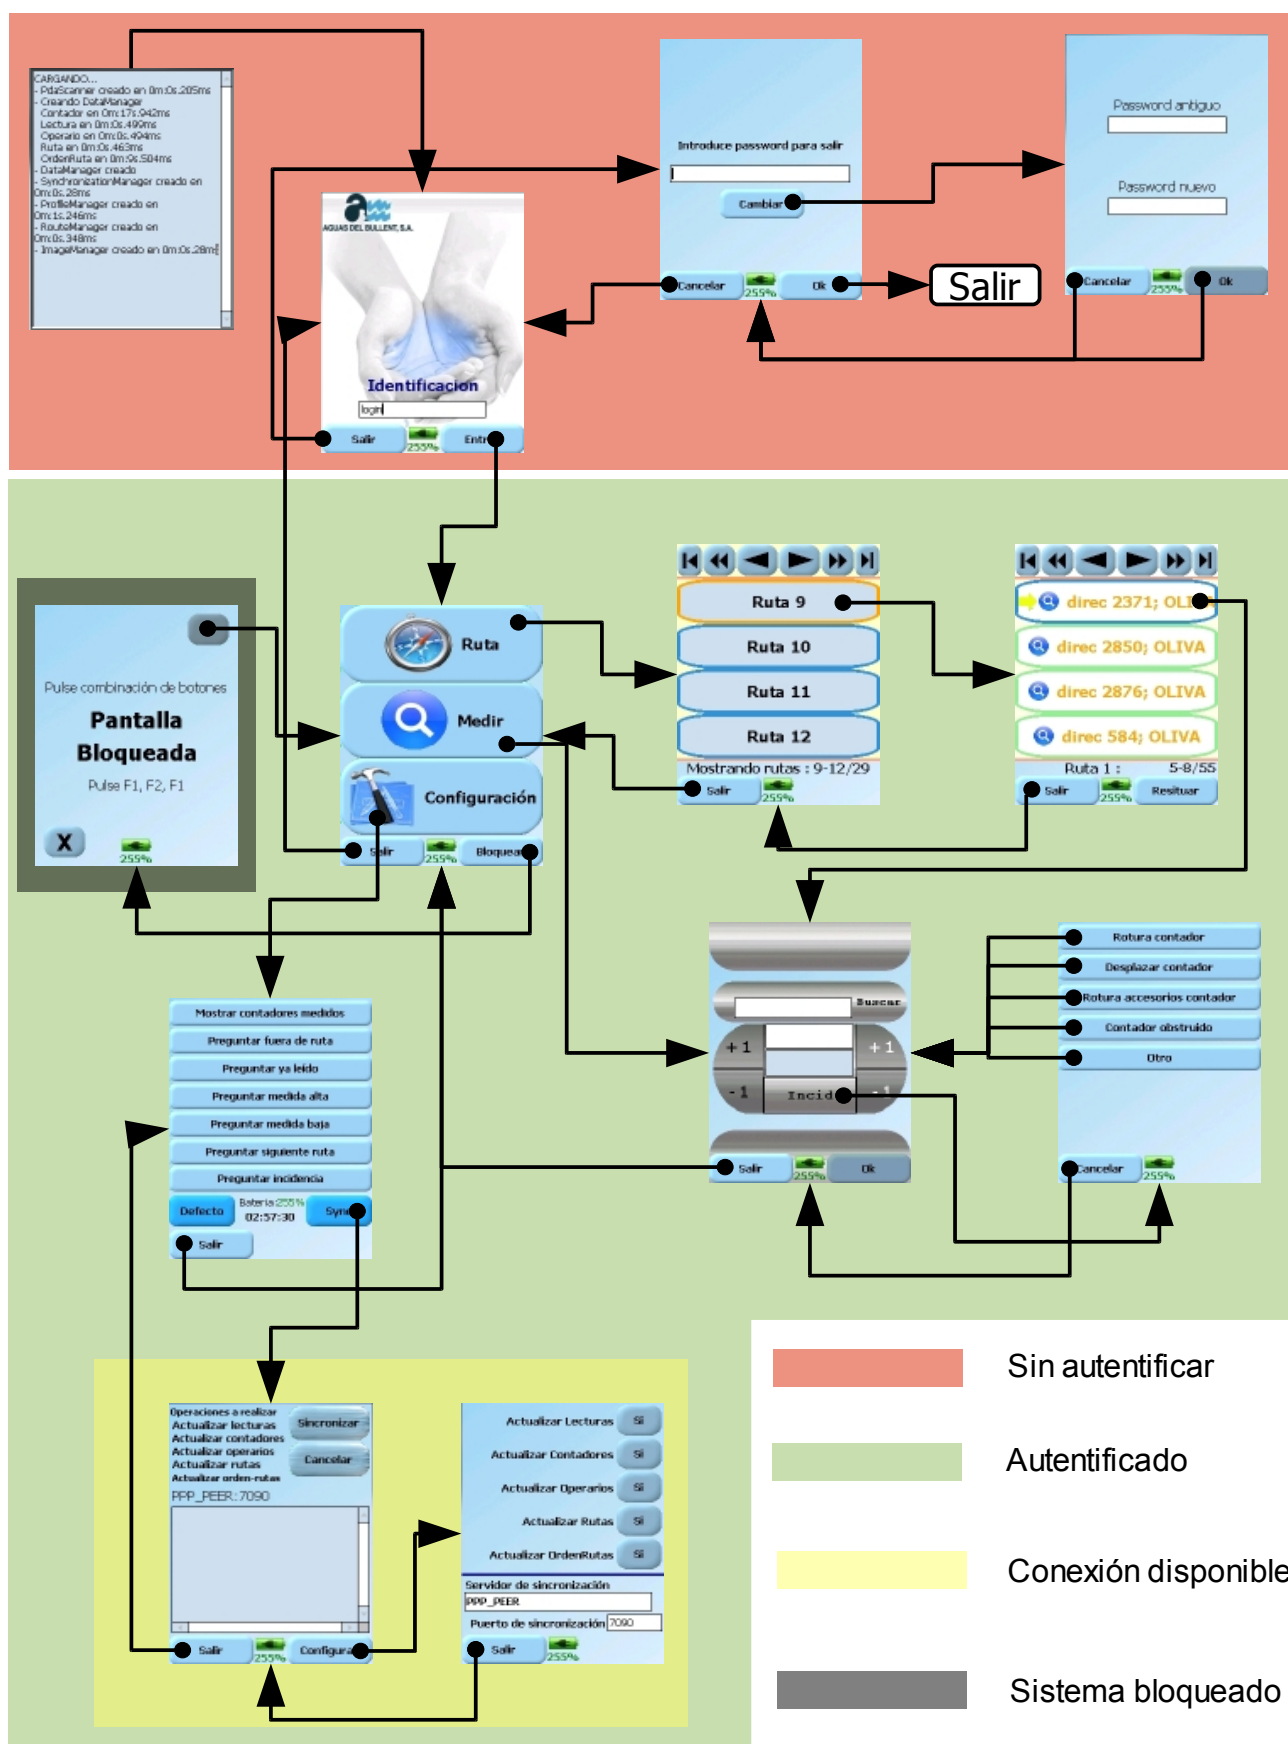 CARGANDO...
- PdaScanner creado en 0m:0s.205ms
- Creando DataManager
Contador en 0m:17s.942ms
Lectura en 0m:0s.499ms
Operario en 0m:0s.494ms
Ruta en 0m:0s.463ms
OrdenRuta en 0m:9s.504ms
- DataManager creado
- SynchronizationManager creado en
0m:0s.28ms
- ProfileManager creado en
0m:1s.246ms
- RouteManager creado en
0m:0s.348ms
- ImageManager creado en 0m:0s.28ms
AGUAS DEL BULLENT, S.A.
Identificacion
login
Salir
255%
Introduce password para salir
Cambiar
Cancelar
255%
Ok
Salir
Password antiguo
Password nuevo
Cancelar
255%
Ok
Pulse combinación de botones
Pantalla
Bloqueada
Pulse F1, F2, F1
X
255%
Ruta
Medir
Configuración
Salir
255%
Bloquear
Ruta 9
Ruta 10
Ruta 11
Ruta 12
Mostrando rutas : 9-12/29
Salir
255%
direc 2371; OLIVA
direc 2850; OLIVA
direc 2876; OLIVA
direc 584; OLIVA
Ruta 1 : 5-8/55
Salir
255%
Resituar
Mostrar contadores medidos
Preguntar fuera de ruta
Preguntar ya leído
Preguntar medida alta
Preguntar medida baja
Preguntar siguiente ruta
Preguntar incidencia
Defecto
Batería:255%
02:57:30
Sync
Salir
Buscar
+1
+1
-1
Incid
-1
Salir
255%
Ok
Rotura contador
Desplazar contador
Rotura accesorios contador
Contador obstruido
Otro
Cancelar
255%
Operaciones a realizar
Actualizar lecturas
Actualizar contadores
Actualizar operarios
Actualizar rutas
Actualizar orden-rutas
Sincronizar
Cancelar
PPP_PEER:7090
Salir
255%
Configurar
Actualizar Lecturas Sí
Actualizar Contadores Sí
Actualizar Operarios Sí
Actualizar Rutas Sí
Actualizar OrdenRutas Sí
Servidor de sincronización
PPP_PEER
Puerto de sincronización 7090
Salir
255%
Sin autentificar
Autentificado
Conexión disponible
Sistema bloqueado